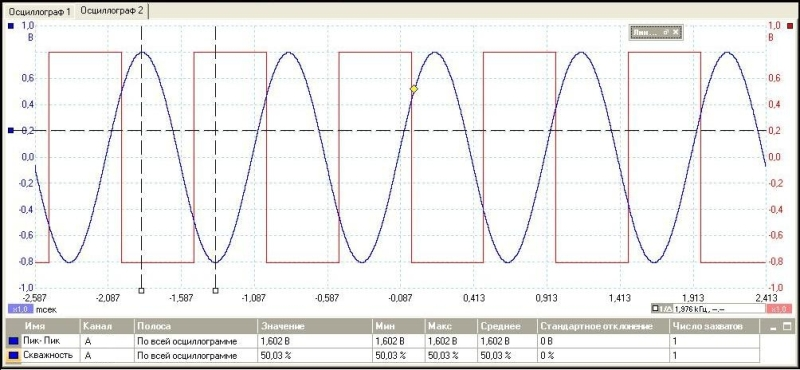 Осциллограф 1 Осциллограф 2
1,0 1,0
В В
Лин...
0,6 0,6
0,4 0,4
0,2 0,2
0,0 0,0
-0,2 -0,2
-0,4 -0,4
-0,6 -0,6
-0,8 -0,8
-1,0 -1,0
-2,587 -2,087 -1,587 -1,087 -0,587 -0,087 0,413 0,913 1,413 1,913 2,413
x1,0 mсек 1/Δ 1,976 кГц, --,-- x1,0
Имя Канал Полоса Значение Мин Макс Среднее Стандартное отклонение Число захватов
Пик- Пик А По всей осциллограмме 1,602 В 1,602 В 1,602 В 1,602 В 0 В 1
Скважность А По всей осциллограмме 50,03 % 50,03 % 50,03 % 50,03 % 0 % 1